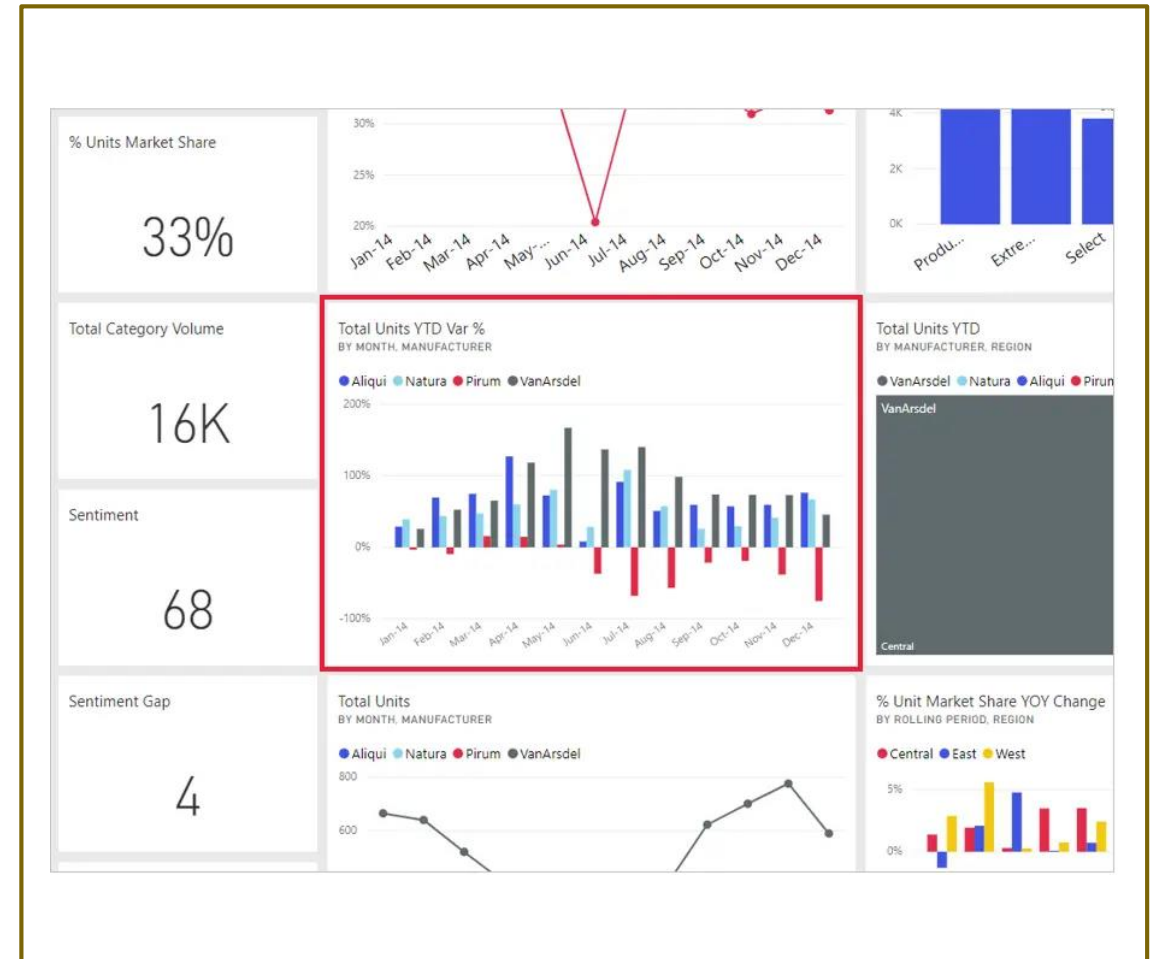 % Units Market Share
33%
30%
25%
20%
Jan-14 Feb-14 Mar-14 Apr-14 May-... Jun-14 Jul-14 Aug-14 Sep-14 Oct-14 Nov-14 Dec-14
4K
2K
0K
Produ... Extre... Select
Total Category Volume
16K
Total Units YTD Var %
BY MONTH, MANUFACTURER
Aliqui Natura Pirum VanArsdel
200%
100%
0%
-100%
Jan-14 Feb-14 Mar-14 Apr-14 May-14 Jun-14 Jul-14 Aug-14 Sep-14 Oct-14 Nov-14 Dec-14
Total Units YTD
BY MANUFACTURER, REGION
VanArsdel Natura Aliqui Pirum
VanArsdel
Central
Sentiment
68
Sentiment Gap
4
Total Units
BY MONTH, MANUFACTURER
Aliqui Natura Pirum VanArsdel
800
600
% Unit Market Share YOY Change
BY ROLLING PERIOD, REGION
Central East West
5%
0%